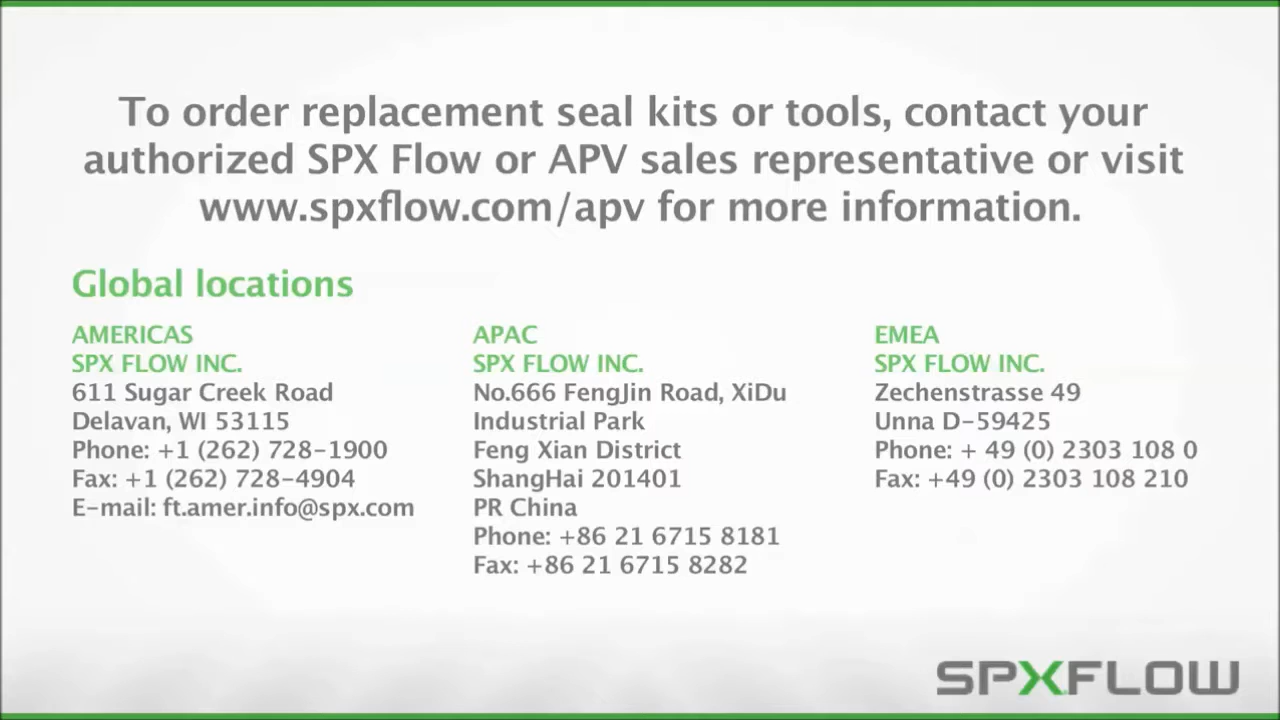 To order replacement seal kits or tools, contact your
authorized SPX Flow or APV sales representative or visit
www.spxflow.com/apv for more information.
Global locations
AMERICAS
SPX FLOW INC.
611 Sugar Creek Road
Delavan, WI 53115
Phone: +1 (262) 728-1900
Fax: +1 (262) 728-4904
E-mail: ft.amer.info@spx.com
APAC
SPX FLOW INC.
No.666 FengJin Road, XiDu
Industrial Park
Feng Xian District
ShangHai 201401
PR China
Phone: +86 21 6715 8181
Fax: +86 21 6715 8282
EMEA
SPX FLOW INC.
Zechenstrasse 49
Unna D-59425
Phone: + 49 (0) 2303 108 0
Fax: +49 (0) 2303 108 210
SPXFLOW